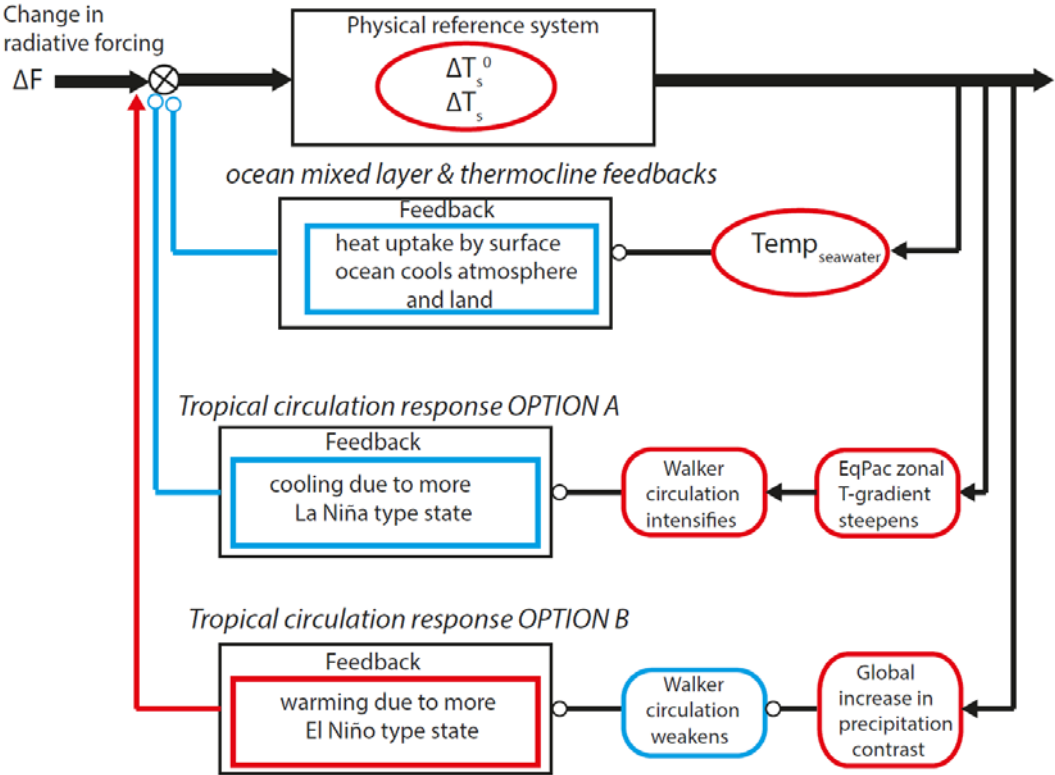 Change in
radiative forcing
ΔF
Physical reference system
ΔTₛ⁰
ΔTₛ
ocean mixed layer & thermocline feedbacks
Feedback
heat uptake by surface
ocean cools atmosphere
and land
Temp seawater
Tropical circulation response OPTION A
Feedback
cooling due to more
La Niña type state
Walker
circulation
intensifies
EqPac zonal
T-gradient
steepens
Tropical circulation response OPTION B
Feedback
warming due to more
El Niño type state
Walker
circulation
weakens
Global
increase in
precipitation
contrast